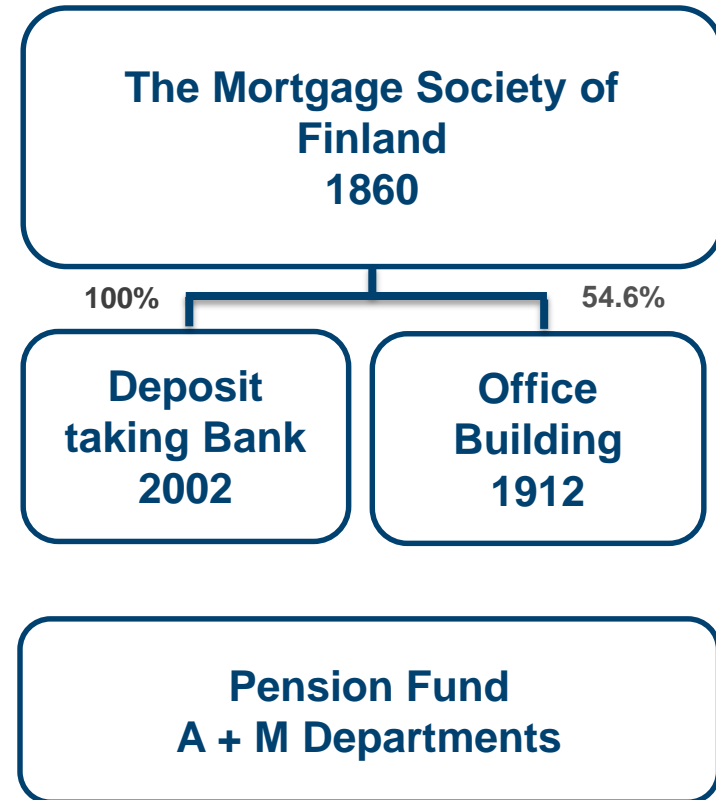 The Mortgage Society of
Finland
1860
100%
54.6%
Deposit
taking Bank
2002
Office
Building
1912
Pension Fund
A + M Departments